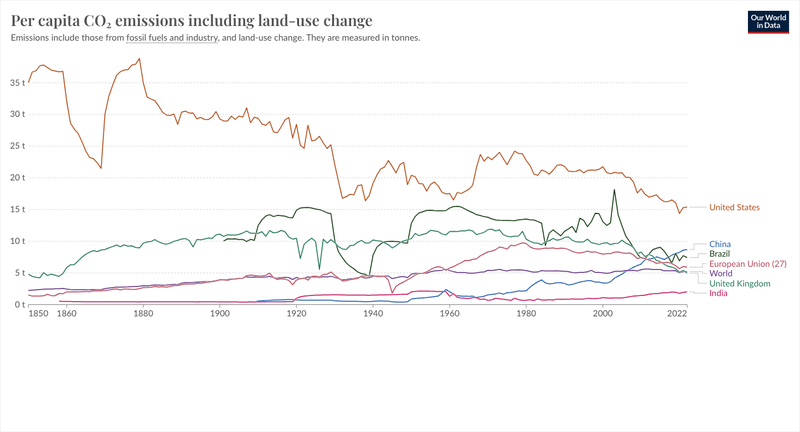 Per capita CO₂ emissions including land-use change
Our World
in Data
Emissions include those from fossil fuels and industry, and land-use change. They are measured in tonnes.
35 t
30 t
25 t
20 t
15 t
10 t
5 t
0 t
1850 1860 1880 1900 1920 1940 1960 1980 2000 2022
United States
China
Brazil
European Union (27)
World
United Kingdom
India